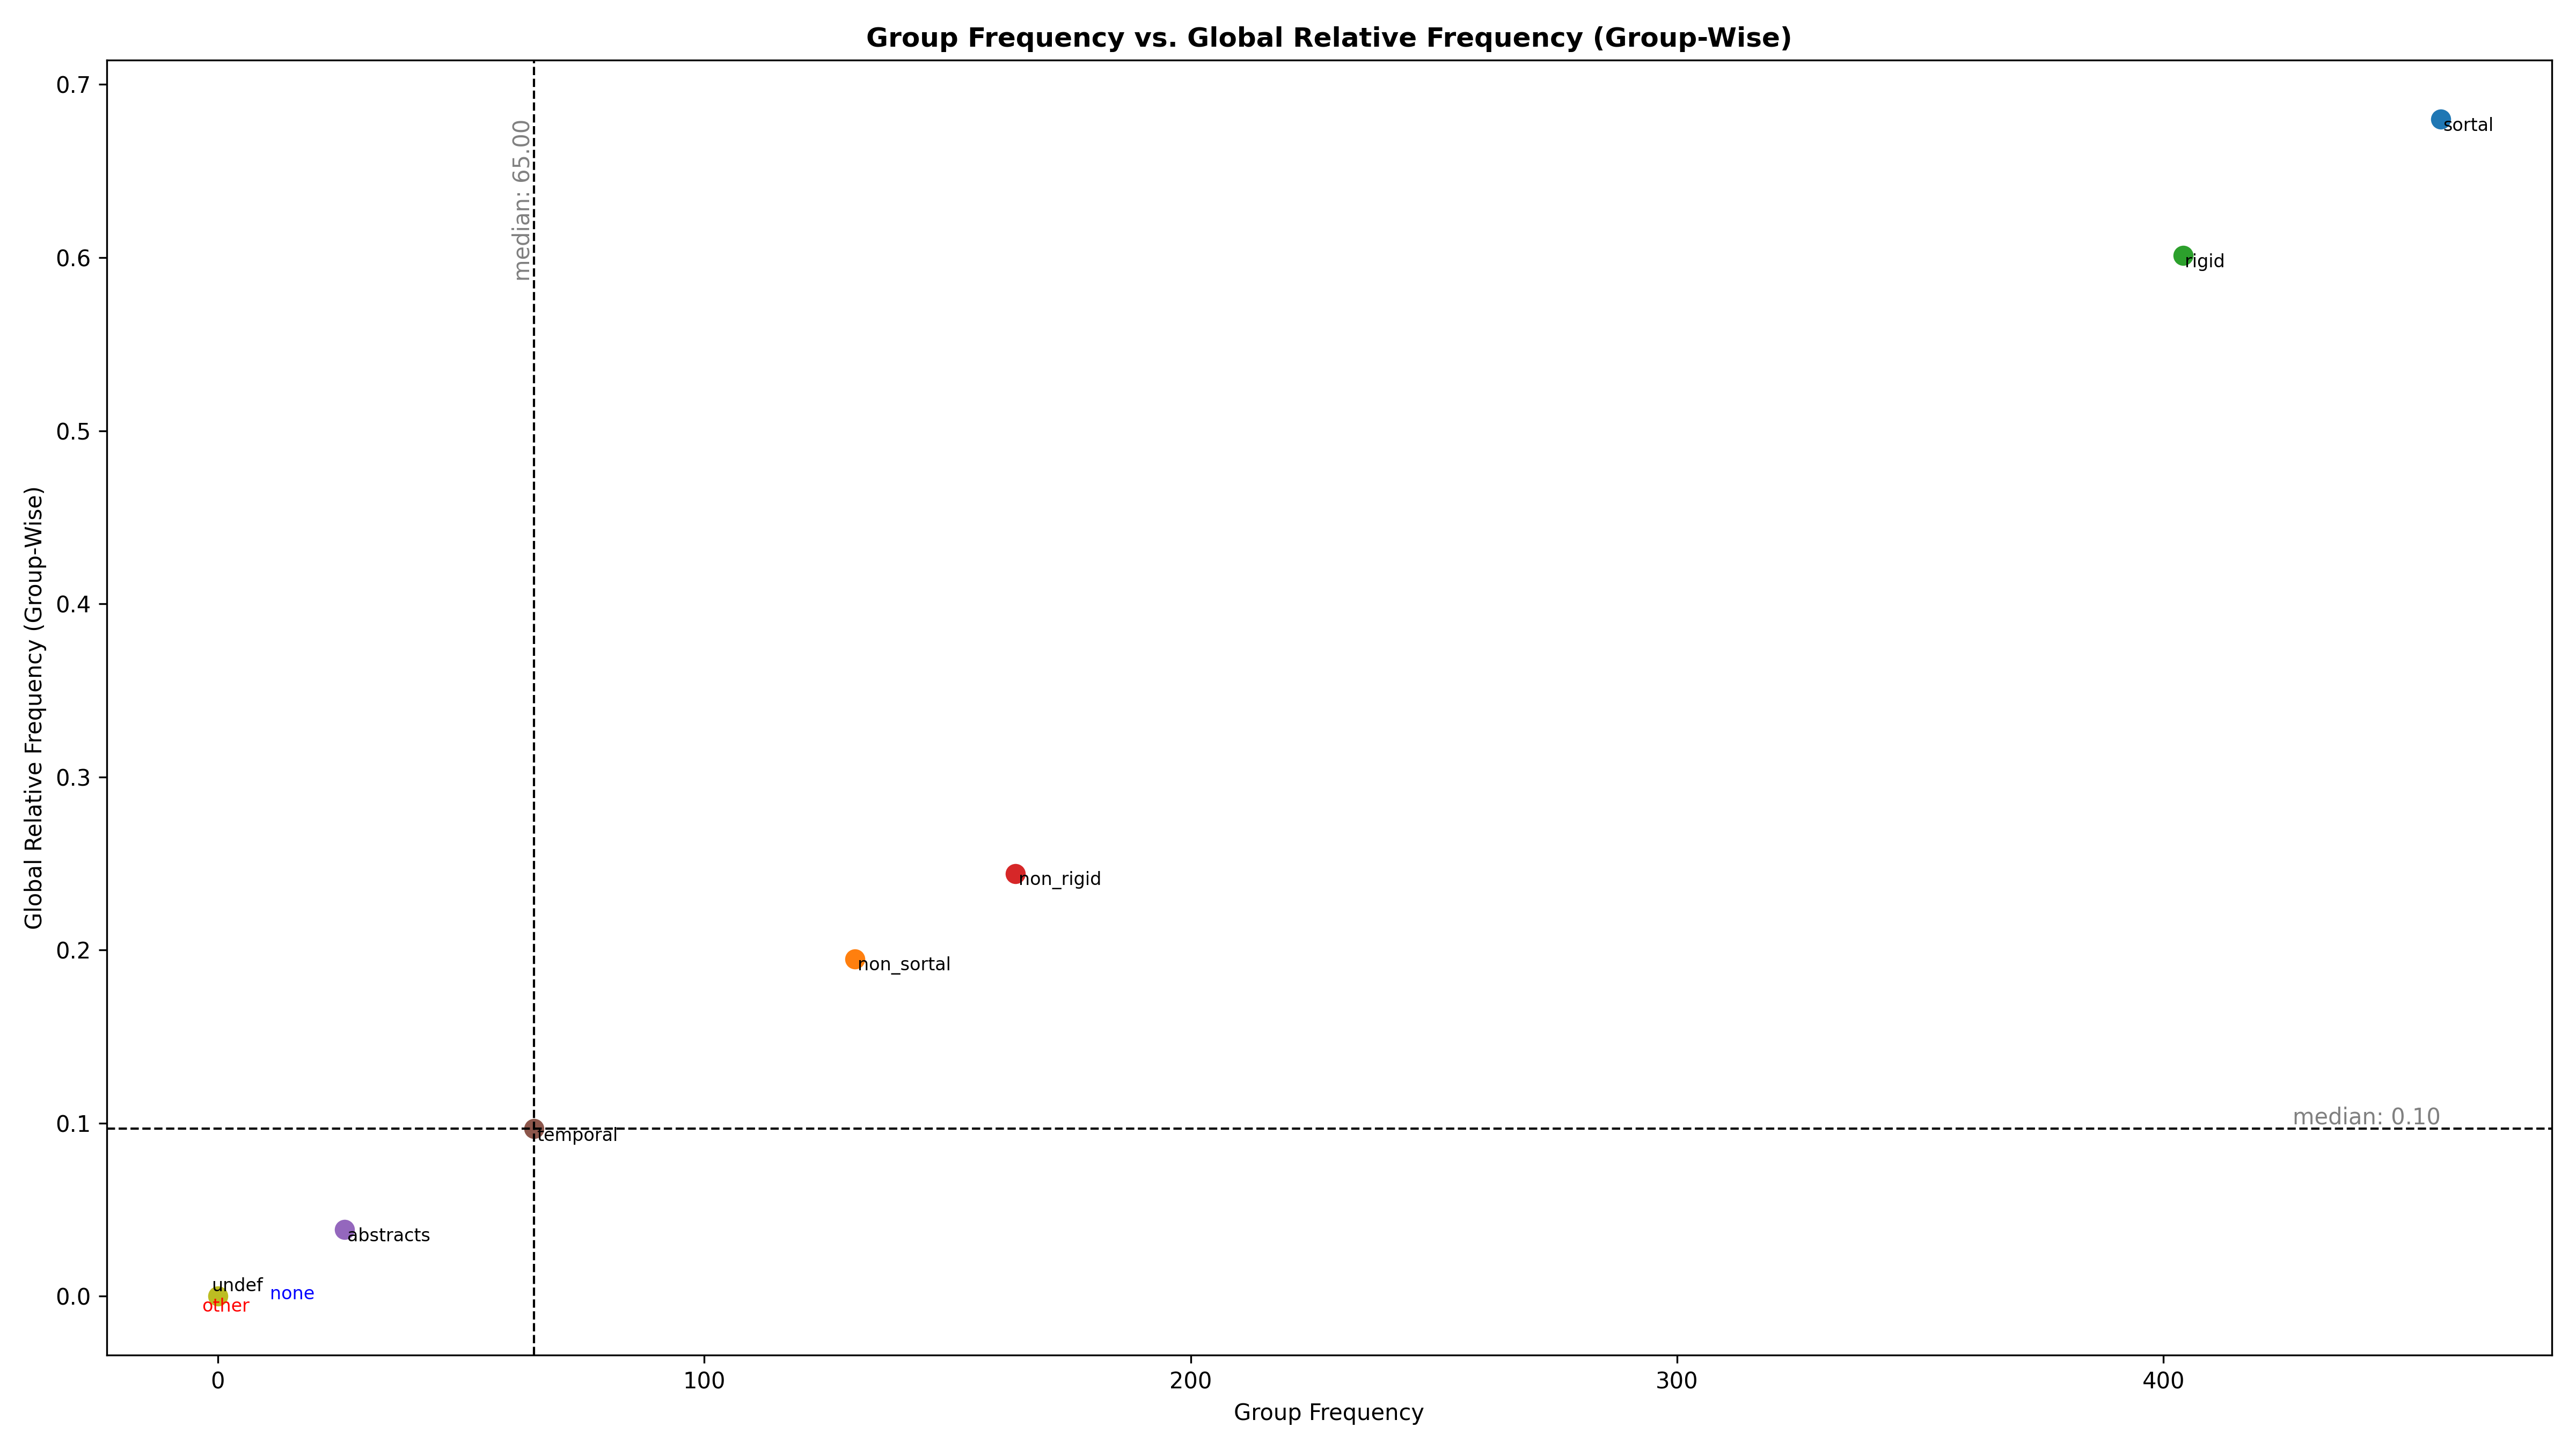 Group Frequency vs. Global Relative Frequency (Group-Wise)
Global Relative Frequency (Group-Wise)
0.7
0.6
0.5
0.4
0.3
0.2
0.1
0.0
median: 65.00
sortal
rigid
non_rigid
non_sortal
median: 0.10
temporal
abstracts
undef
none
other
0
100
200
300
400
Group Frequency